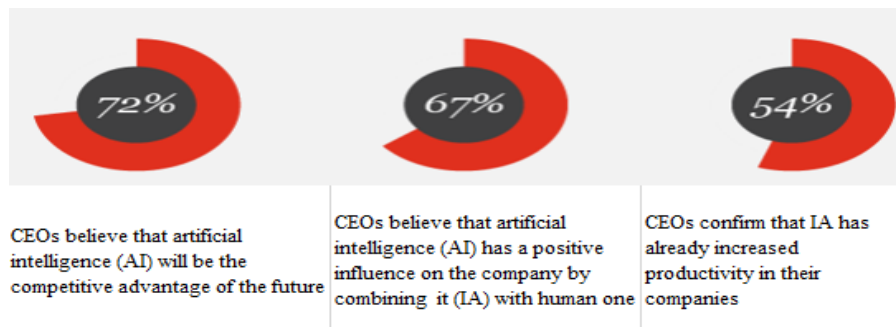 72%
67%
54%
CEOs believe that artificial
intelligence (AI) will be the
competitive advantage of the future
CEOs believe that artificial
intelligence (AI) has a positive
influence on the company by
combining it (IA) with human one
CEOs confirm that IA has
already increased
productivity in their
companies